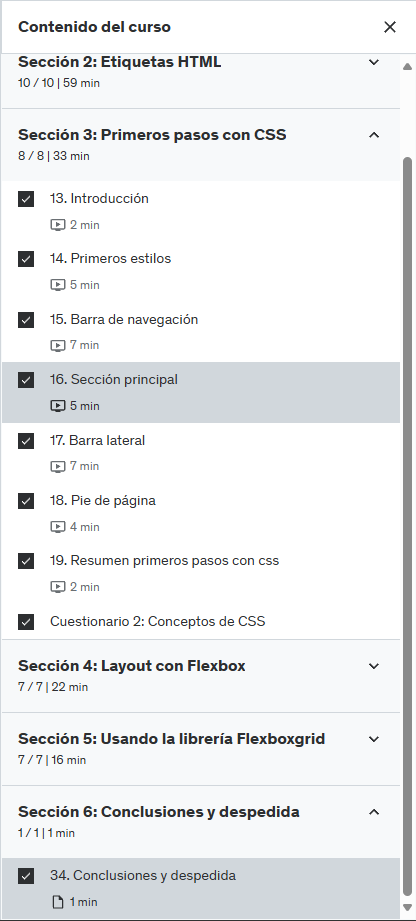 Contenido del curso
Sección 2: Etiquetas HTML
10 / 10 | 59 min
Sección 3: Primeros pasos con CSS
8 / 8 | 33 min
13. Introducción
2 min
14. Primeros estilos
5 min
15. Barra de navegación
7 min
16. Sección principal
5 min
17. Barra lateral
7 min
18. Pie de página
4 min
19. Resumen primeros pasos con css
2 min
Cuestionario 2: Conceptos de CSS
Sección 4: Layout con Flexbox
7 / 7 | 22 min
Sección 5: Usando la librería Flexboxgrid
7 / 7 | 16 min
Sección 6: Conclusiones y despedida
1 / 1 | 1 min
34. Conclusiones y despedida
1 min